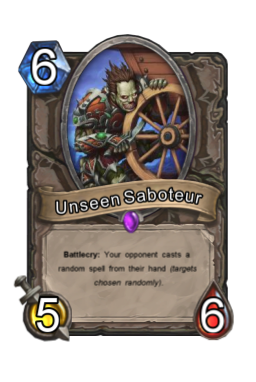 6
Unseen Saboteur
Battlecry: Your opponent casts a
random spell from their hand (targets
chosen randomly).
5
6